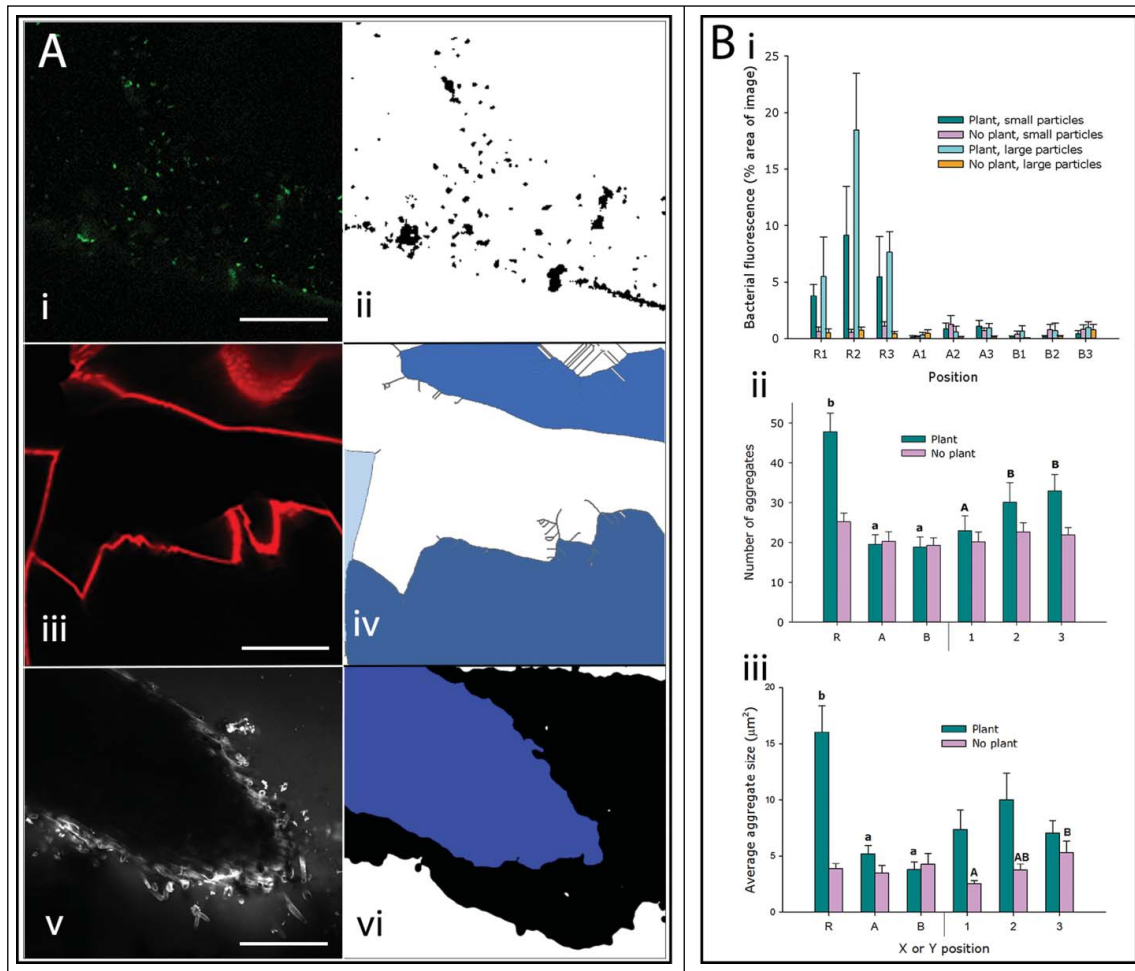 A
i
ii
iii
iv
v
vi
B i
25
20
15
10
5
0
Bacterial fluorescence (% area of image)
Plant, small particles
No plant, small particles
Plant, large particles
No plant, large particles
R1 R2 R3 A1 A2 A3 B1 B2 B3
Position
ii
50
40
30
20
10
0
Number of aggregates
Plant
No plant
b
a
a
A
B
B
R A B 1 2 3
iii
20
15
10
5
0
Average aggregate size (µm²)
Plant
No plant
b
a
a
A
AB
B
R A B 1 2 3
X or Y position